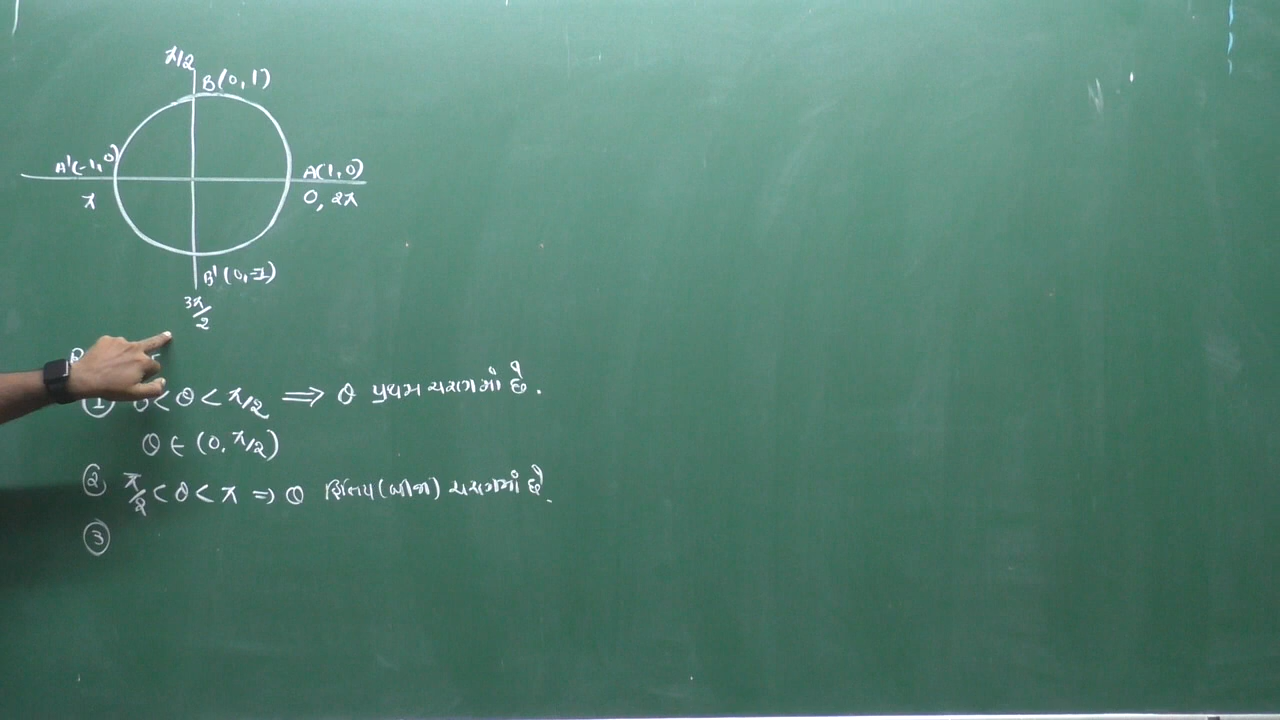 π/2
B(0, 1)
A'(-1, 0)
A(1, 0)
π
0, 2π
B'(0, -1)
3π/2
① 0 < θ < π/2 ⟹ θ પ્રથમ ચરણમાં છે.
θ ∈ (0, π/2)
② π/2 < θ < π ⇒ θ દ્વિતિય (બીજા) ચરણમાં છે.
③